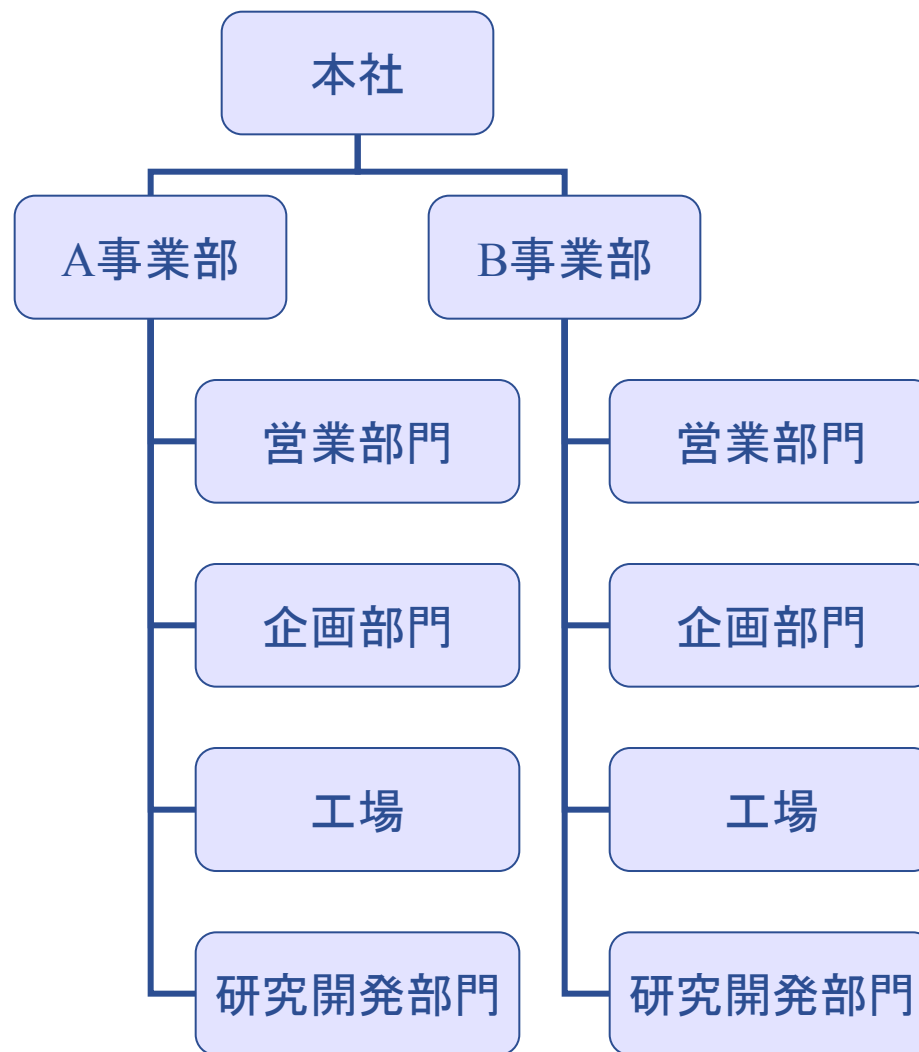 本社
A事業部
B事業部
営業部門
営業部門
企画部門
企画部門
工場
工場
研究開発部門
研究開発部門